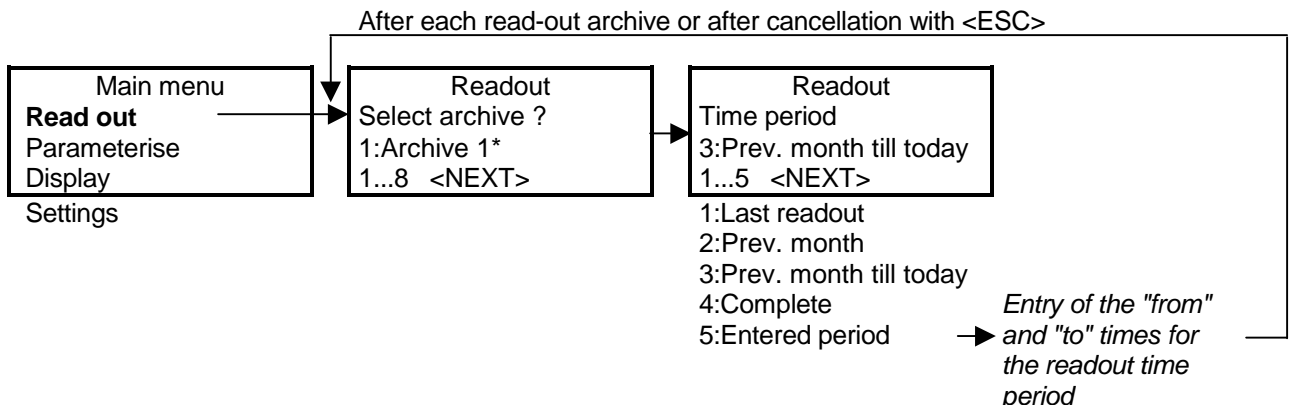 After each read-out archive or after cancellation with <ESC>
Main menu
Read out
Parameterise
Display
Settings
Readout
Select archive ?
1:Archive 1*
1...8 <NEXT>
Readout
Time period
3:Prev. month till today
1...5 <NEXT>
1:Last readout
2:Prev. month
3:Prev. month till today
4:Complete
5:Entered period
Entry of the "from"
and "to" times for
the readout time
period